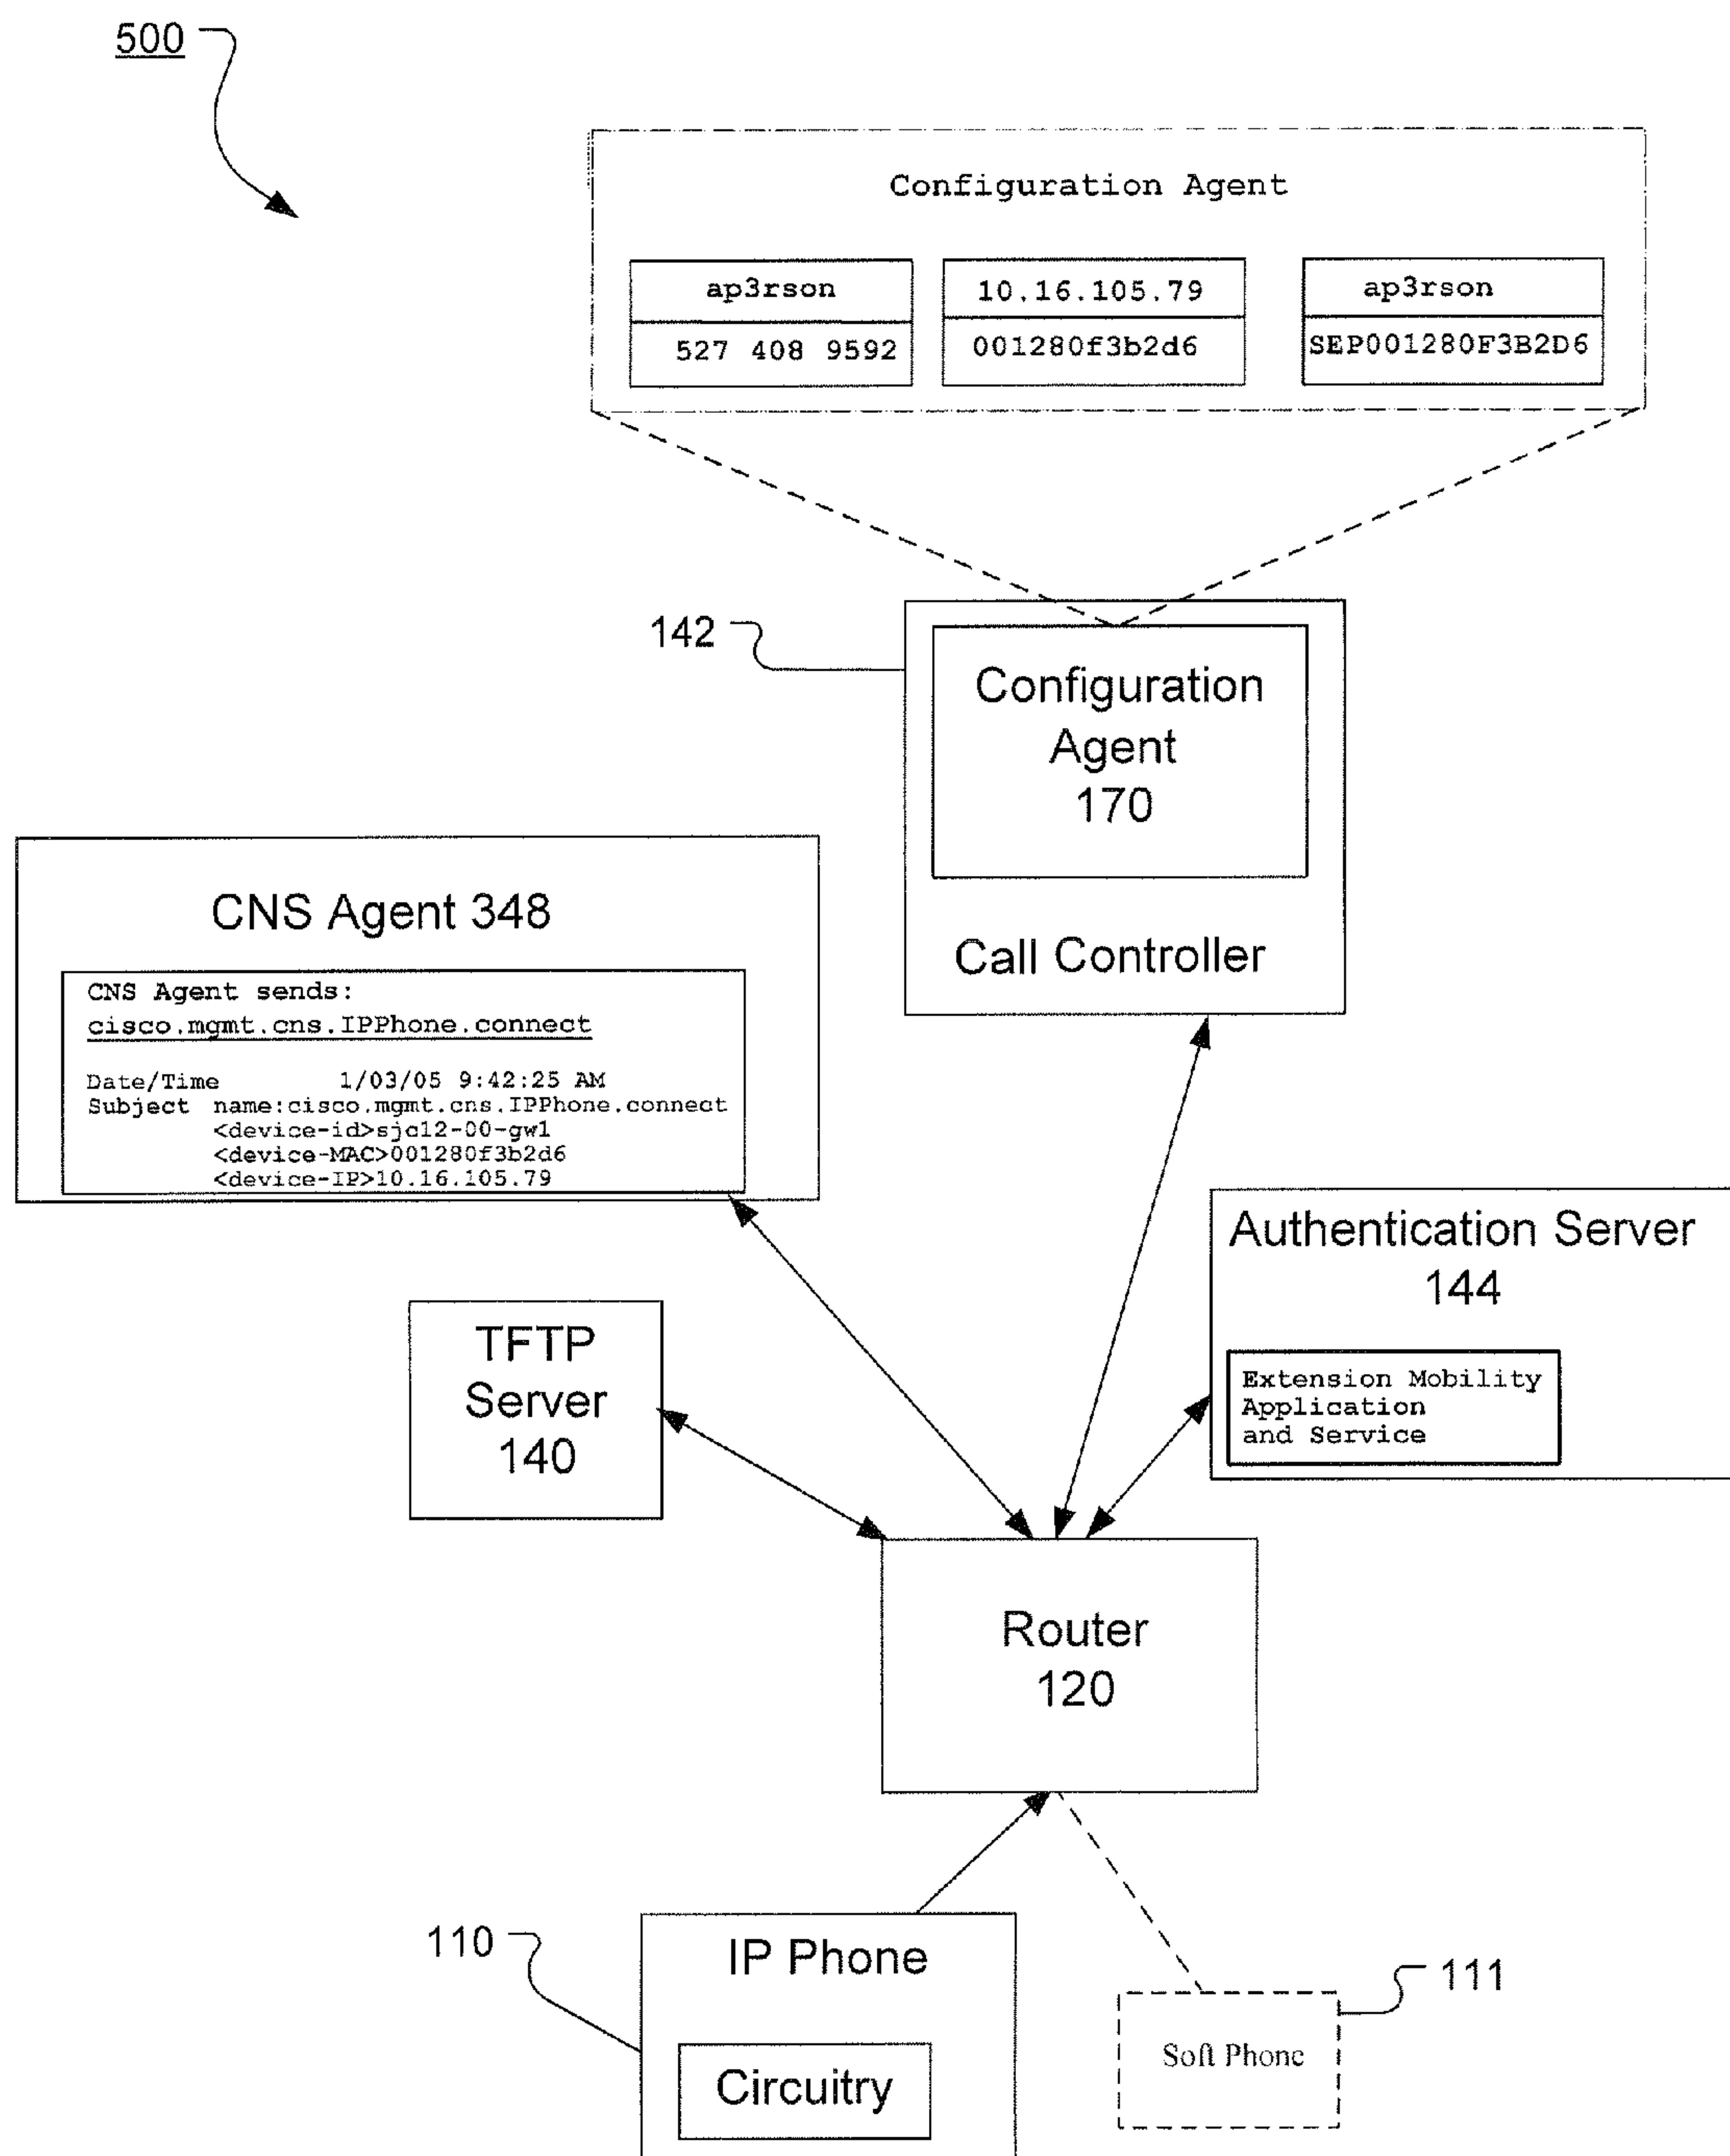 500
Configuration Agent
ap3rson
527 408 9592
10.16.105.79
001280f3b2d6
ap3rson
SEP001280F3B2D6
142
Configuration
Agent
170
Call Controller
CNS Agent 348
CNS Agent sends:
cisco.mgmt.cns.IPPhone.connect
Date/Time 1/03/05 9:42:25 AM
Subject name:cisco.mgmt.cns.IPPhone.connect
<device-id>sjc12-00-gw1
<device-MAC>001280f3b2d6
<device-IP>10.16.105.79
Authentication Server
144
Extension Mobility
Application
and Service
TFTP
Server
140
Router
120
110
IP Phone
Circuitry
111
Soft Phone